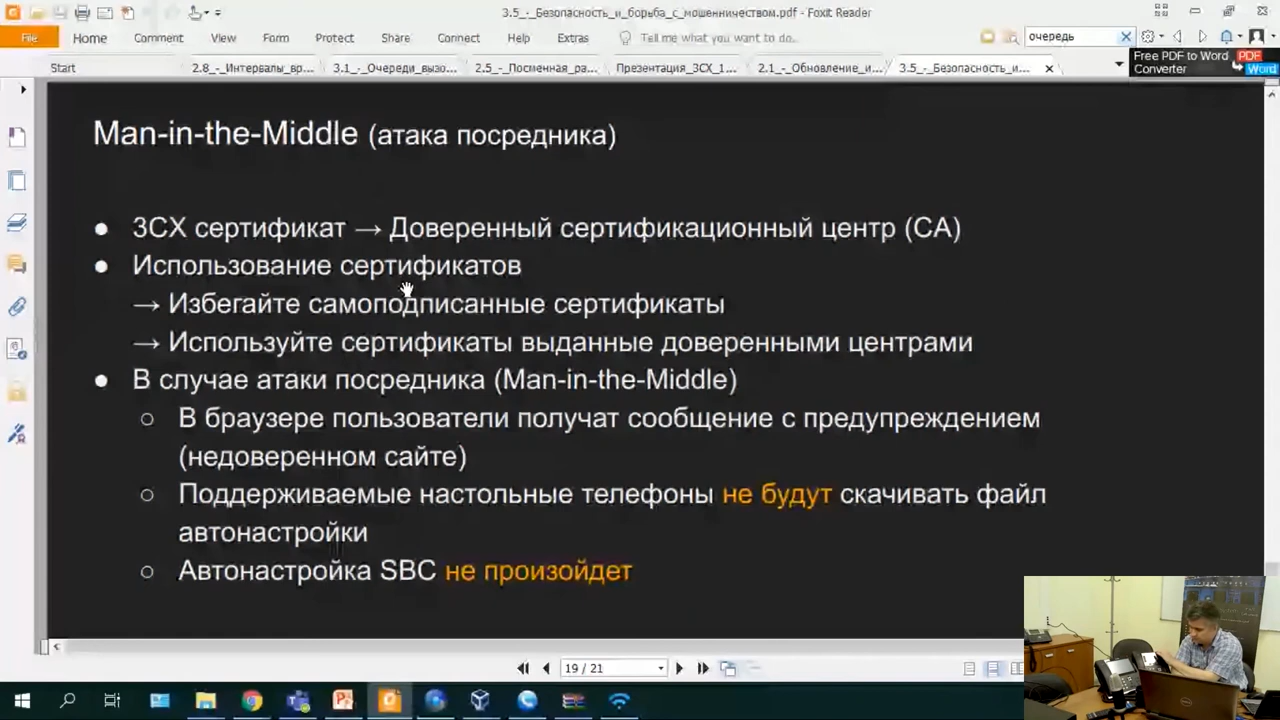 3.5_-_Безопасность_и_борьба_с_мошенничеством.pdf - Foxit Reader
File Home Comment View Form Protect Share Connect Help Extras Tell me what you want to do.. очередь
Start 2.8_-_Интервалы_вр... 3.1_-_Очереди_вызо... 2.5_-_Посменная_ра... Презентация_3CX_1... 2.1_-_Обновление_и... 3.5_-_Безопасность_и...
Free PDF to Word Converter
PDF
Word
Man-in-the-Middle (атака посредника)
● 3CX сертификат → Доверенный сертификационный центр (CA)
● Использование сертификатов
→ Избегайте самоподписанные сертификаты
→ Используйте сертификаты выданные доверенными центрами
● В случае атаки посредника (Man-in-the-Middle)
○ В браузере пользователи получат сообщение с предупреждением
(недоверенном сайте)
○ Поддерживаемые настольные телефоны не будут скачивать файл
автонастройки
○ Автонастройка SBC не произойдет
19 / 21